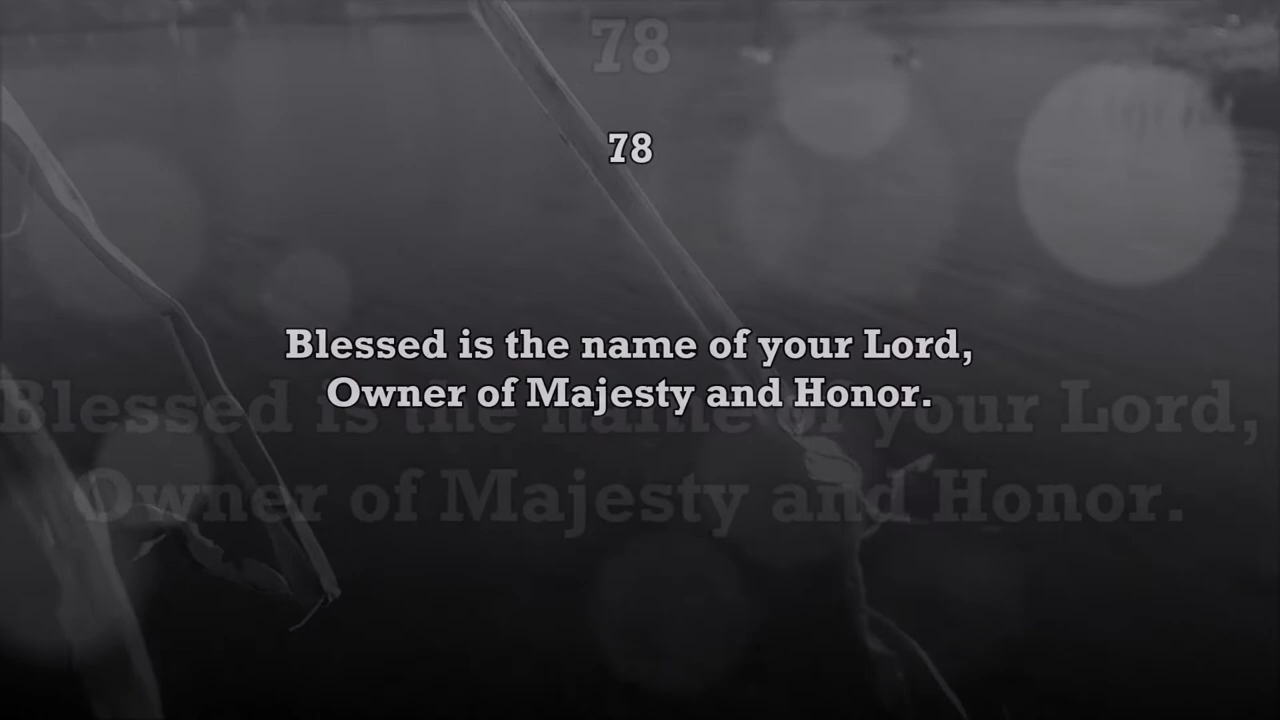 78
78
Blessed is the name of your Lord,
Owner of Majesty and Honor.
Blessed is the name of your Lord,
Owner of Majesty and Honor.